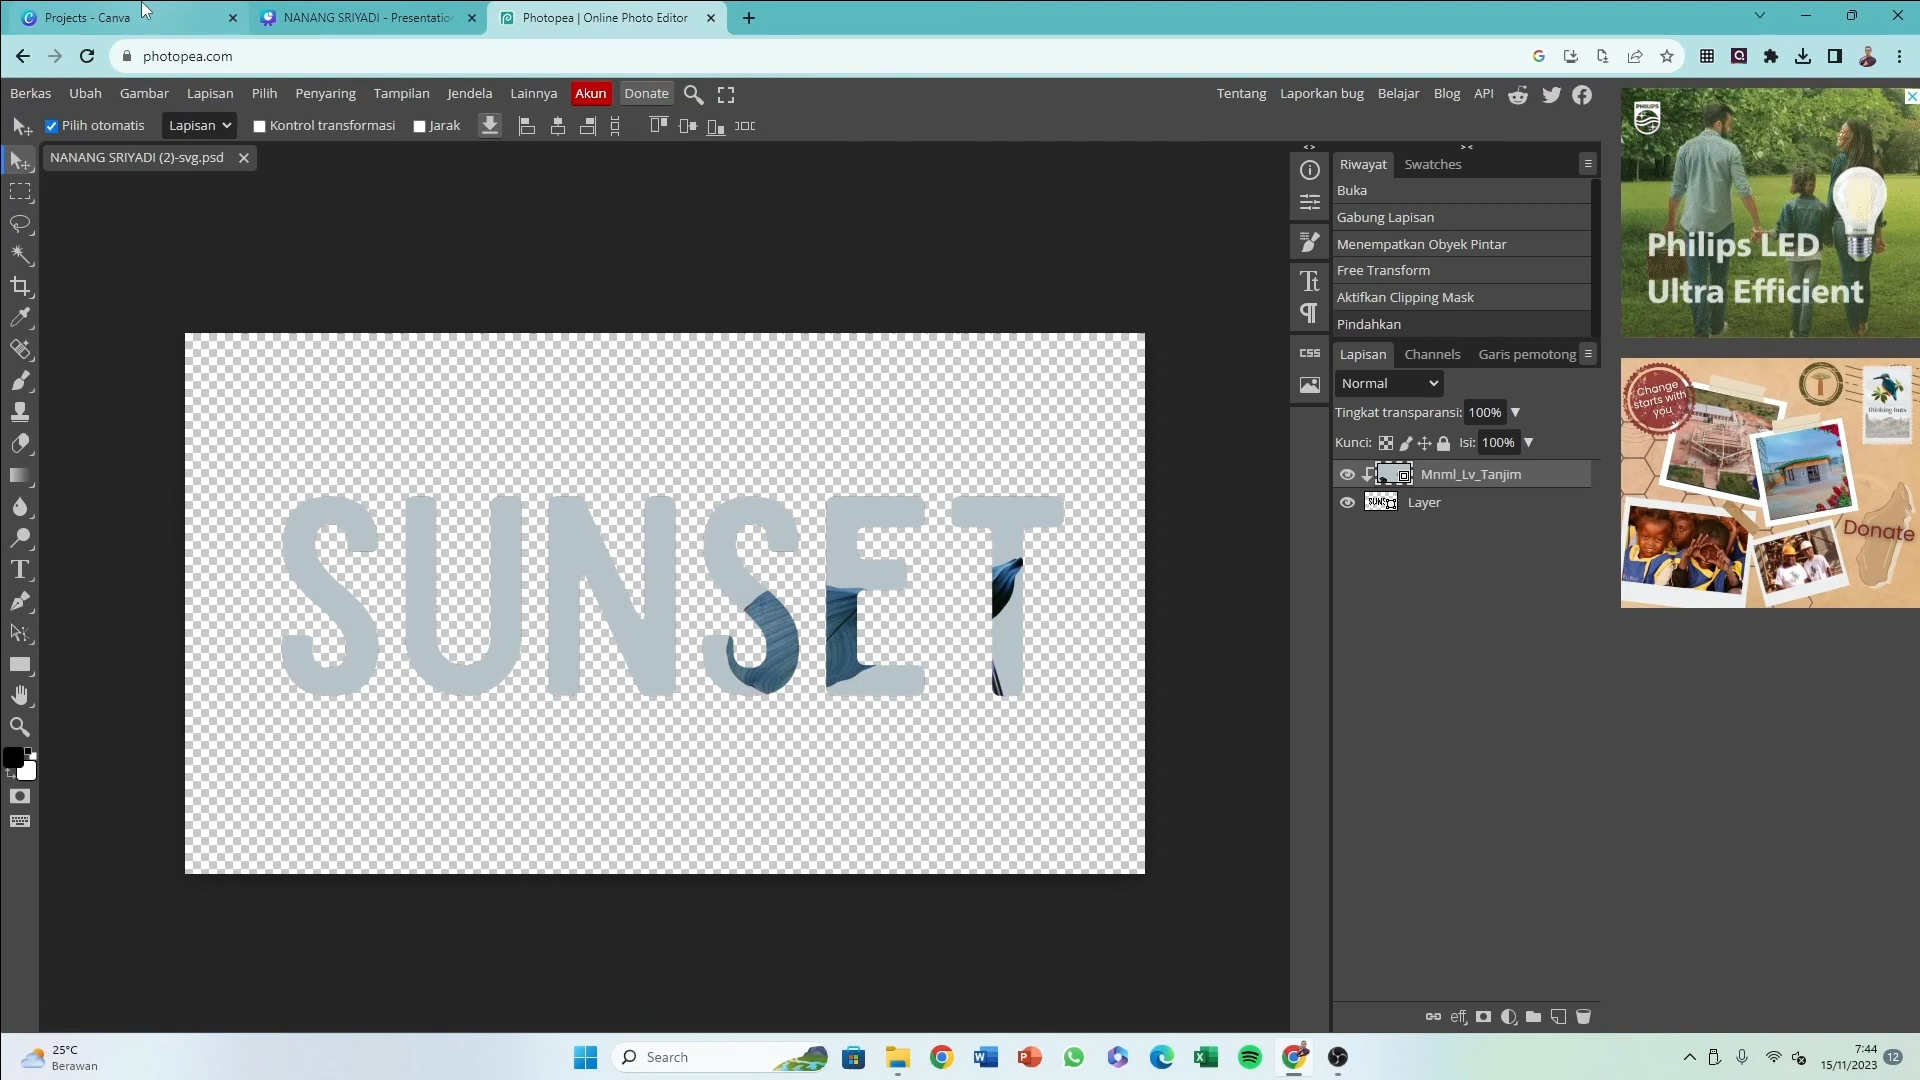 Projects - Canva
NANANG SRIYADI - Presentatio
Photopea | Online Photo Editor
photopea.com
Berkas Ubah Gambar Lapisan Pilih Penyaring Tampilan Jendela Lainnya Akun Donate
Tentang Laporkan bug Belajar Blog API
Pilih otomatis Lapisan Kontrol transformasi Jarak
NANANG SRIYADI (2)-svg.psd
SUNSET
Riwayat Swatches
Buka
Gabung Lapisan
Menempatkan Obyek Pintar
Free Transform
Aktifkan Clipping Mask
Pindahkan
Lapisan Channels Garis pemotong
Normal
Tingkat transparansi: 100%
Kunci: Isi: 100%
Mnml_Lv_Tanjim
Layer
CSS
eff
PHILIPS
Philips LED
Ultra Efficient
Change
starts with
you
thinking huts
Donate
25°C
Berawan
Search
7:44
15/11/2023
12